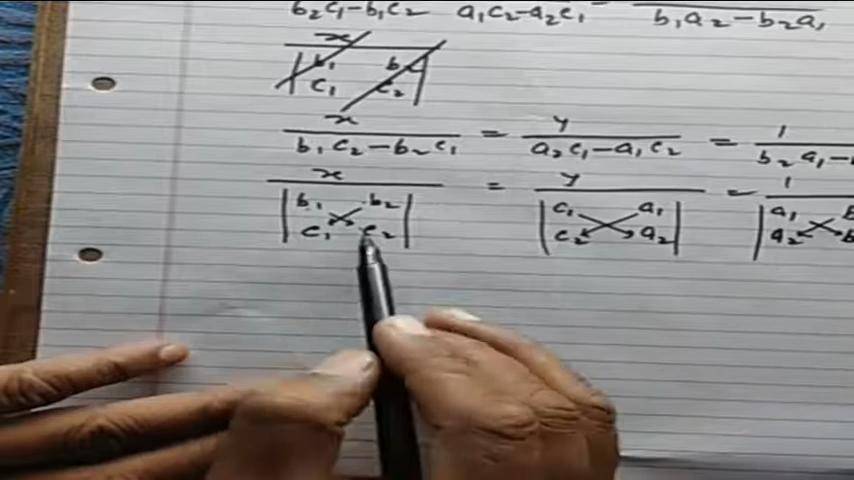 b₂c₁-b₁c₂ a₁c₂-a₂c₁ = b₁a₂-b₂a₁
x
b₁ b₂
c₁ c₂
x = y = 1
b₁c₂-b₂c₁ a₂c₁-a₁c₂ b₂a₁-
x = y = 1
b₁ b₂ c₁ a₁ a₁
c₁ c₂ c₂ a₂ a₂ b